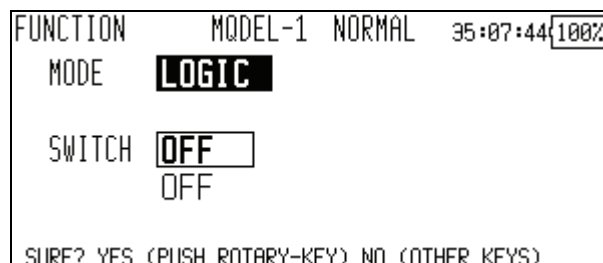 FUNCTION MQDEL-1 NORMAL 35:07:44 100%
MODE LOGIC
SWITCH OFF
OFF
SURE? YES (PUSH ROTARY-KEY) NO (OTHER KEYS)